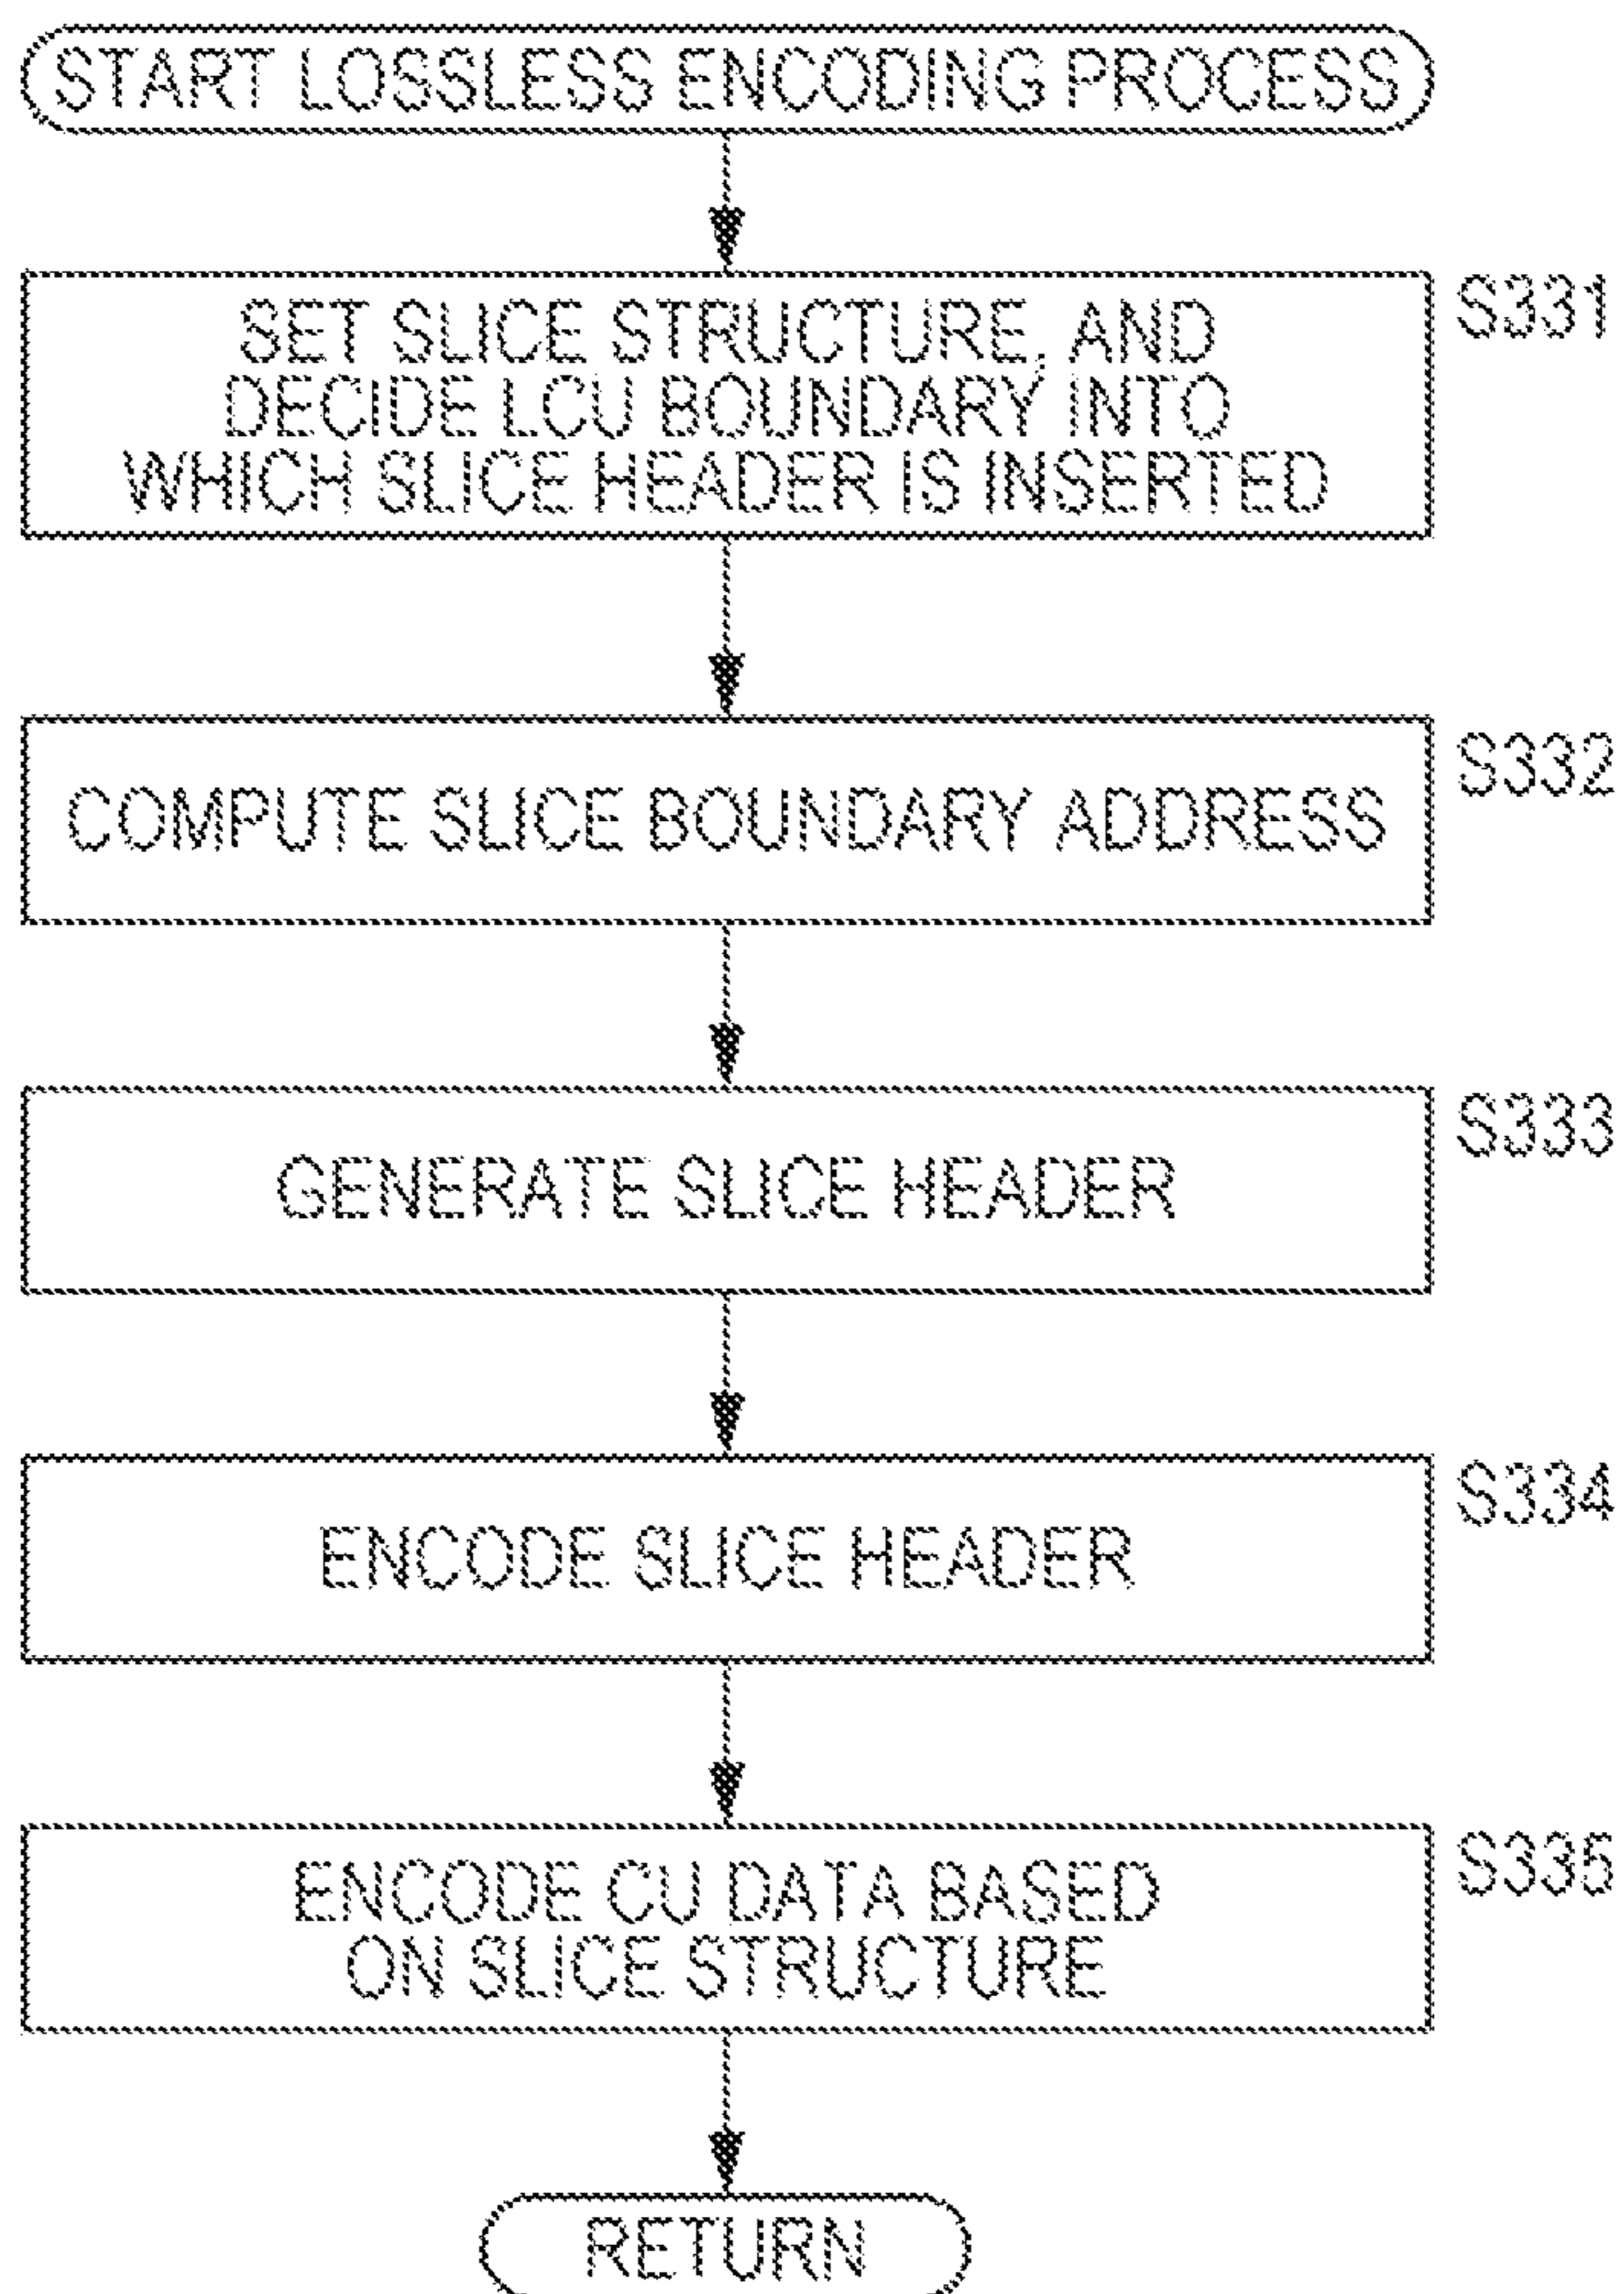 START LOSSLESS ENCODING PROCESS
SET SLICE STRUCTURE, AND
DECIDE LCU BOUNDARY INTO
WHICH SLICE HEADER IS INSERTED
S331
COMPUTE SLICE BOUNDARY ADDRESS
S332
GENERATE SLICE HEADER
S333
ENCODE SLICE HEADER
S334
ENCODE CU DATA BASED
ON SLICE STRUCTURE
S335
RETURN